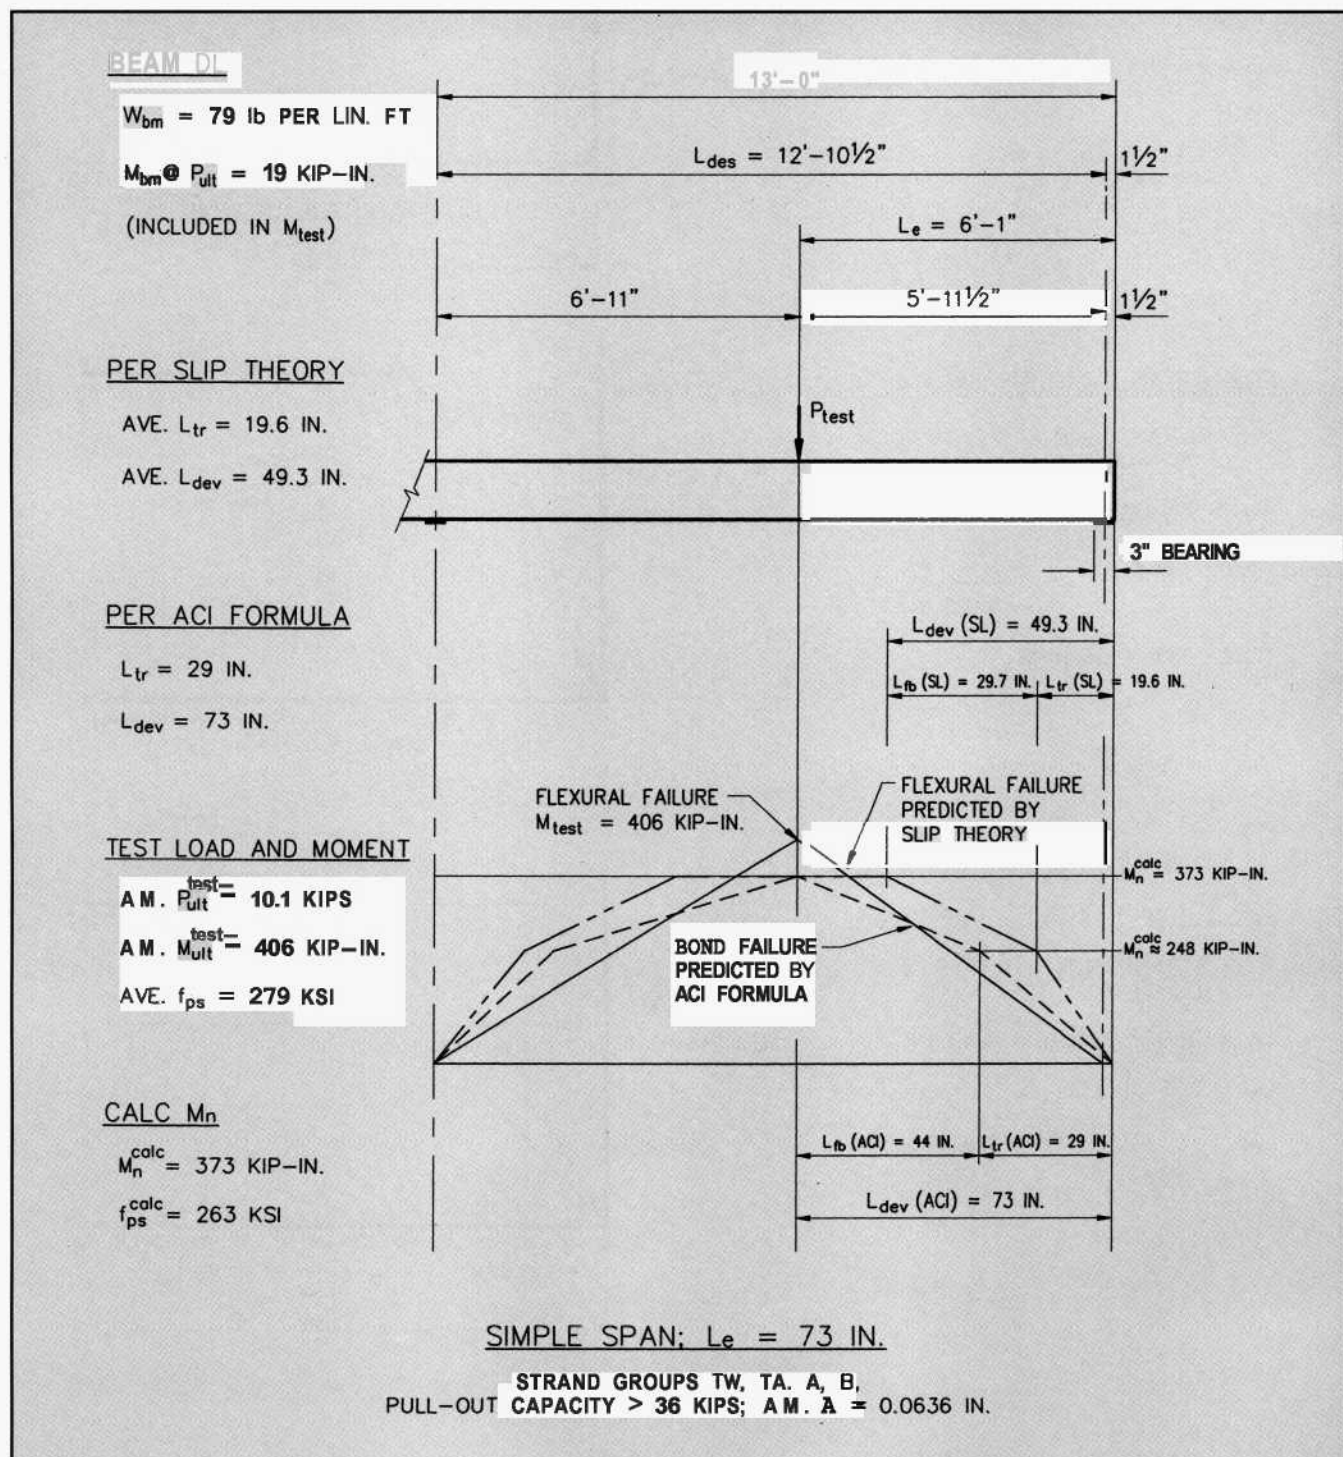 BEAM DL
13'-0"
W_bm = 79 lb PER LIN. FT
L_des = 12'-10½"
1½"
M_bm@ P_ult = 19 KIP-IN.
(INCLUDED IN M_test)
L_e = 6'-1"
6'-11"
5'-11½"
1½"
PER SLIP THEORY
AVE. L_tr = 19.6 IN.
P_test
AVE. L_dev = 49.3 IN.
3" BEARING
PER ACI FORMULA
L_dev (SL) = 49.3 IN.
L_tr = 29 IN.
L_fb (SL) = 29.7 IN.
L_tr (SL) = 19.6 IN.
L_dev = 73 IN.
FLEXURAL FAILURE
M_test = 406 KIP-IN.
FLEXURAL FAILURE
PREDICTED BY
SLIP THEORY
TEST LOAD AND MOMENT
M_n^calc = 373 KIP-IN.
AM. P_ult^test = 10.1 KIPS
AM. M_ult^test = 406 KIP-IN.
BOND FAILURE
PREDICTED BY
ACI FORMULA
M_n^calc ≈ 248 KIP-IN.
AVE. f_ps = 279 KSI
CALC Mn
L_fb (ACI) = 44 IN.
L_tr (ACI) = 29 IN.
M_n^calc = 373 KIP-IN.
L_dev (ACI) = 73 IN.
f_ps^calc = 263 KSI
SIMPLE SPAN; Le = 73 IN.
STRAND GROUPS TW, TA. A, B,
PULL-OUT CAPACITY > 36 KIPS; AM. A = 0.0636 IN.